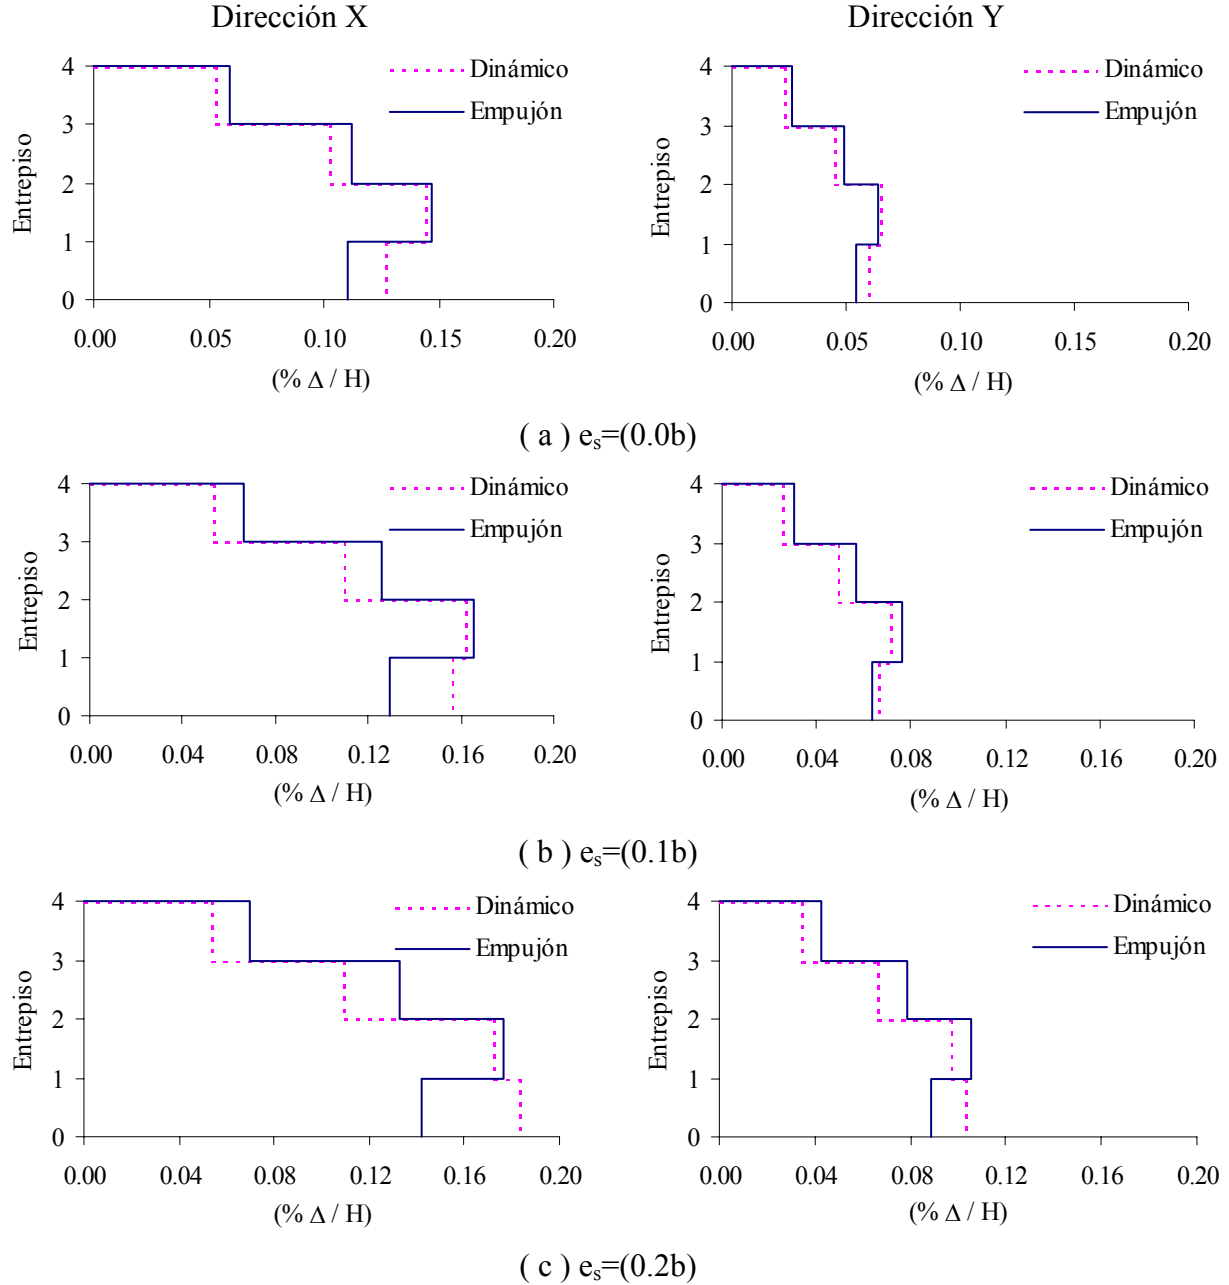 Dirección X
Dirección Y
Entrepiso
4
3
2
1
0
Dinámico
Empujón
0.00 0.05 0.10 0.15 0.20
(% Δ / H)
Entrepiso
4
3
2
1
0
Dinámico
Empujón
0.00 0.05 0.10 0.15 0.20
(% Δ / H)
( a ) es=(0.0b)
Entrepiso
4
3
2
1
0
Dinámico
Empujón
0.00 0.04 0.08 0.12 0.16 0.20
(% Δ / H)
Entrepiso
4
3
2
1
0
Dinámico
Empujón
0.00 0.04 0.08 0.12 0.16 0.20
(% Δ / H)
( b ) es=(0.1b)
Entrepiso
4
3
2
1
0
Dinámico
Empujón
0.00 0.04 0.08 0.12 0.16 0.20
(% Δ / H)
Entrepiso
4
3
2
1
0
Dinámico
Empujón
0.00 0.04 0.08 0.12 0.16 0.20
(% Δ / H)
( c ) es=(0.2b)